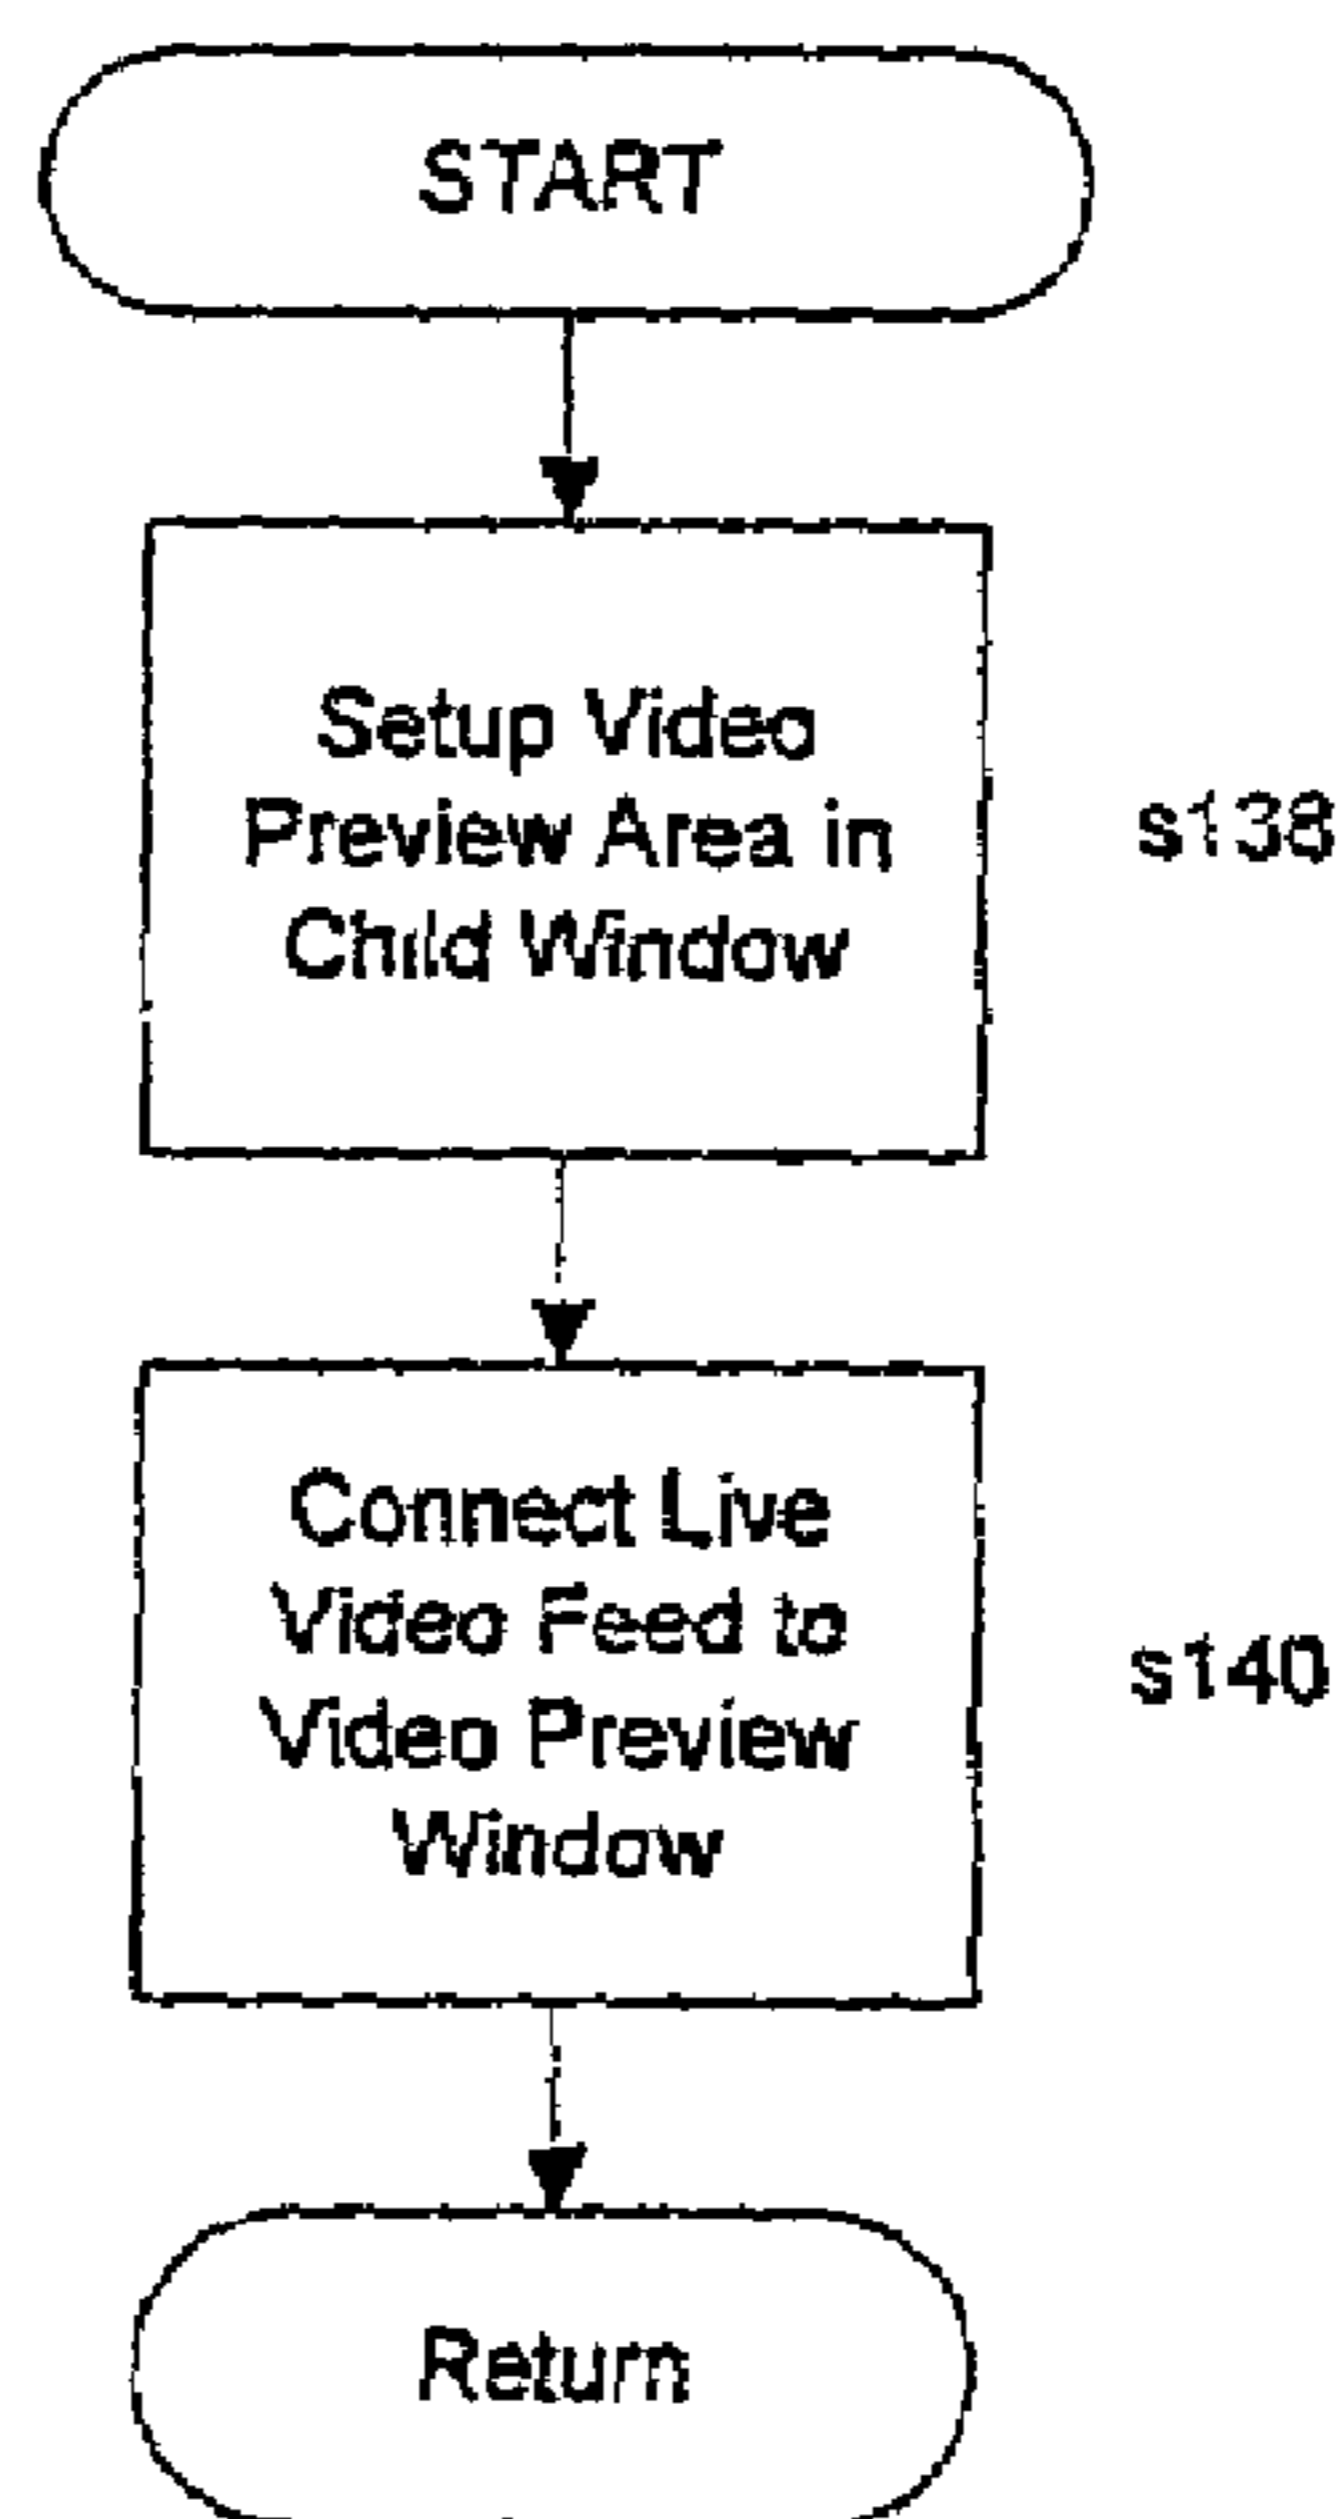 START
Setup Video
Preview Area in
Child Window
s138
Connect Live
Video Feed to
Video Preview
Window
s140
Return